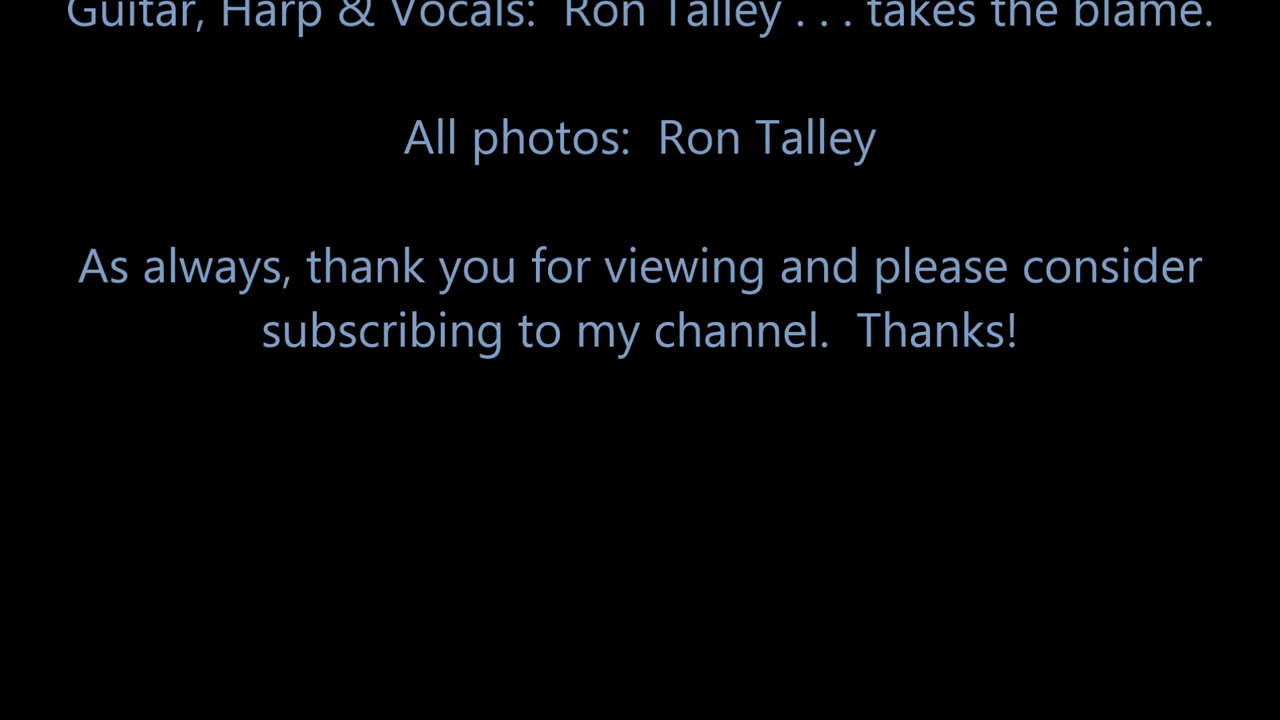 Guitar, Harp & Vocals:  Ron Talley . . . takes the blame.
All photos:  Ron Talley
As always, thank you for viewing and please consider
subscribing to my channel.  Thanks!